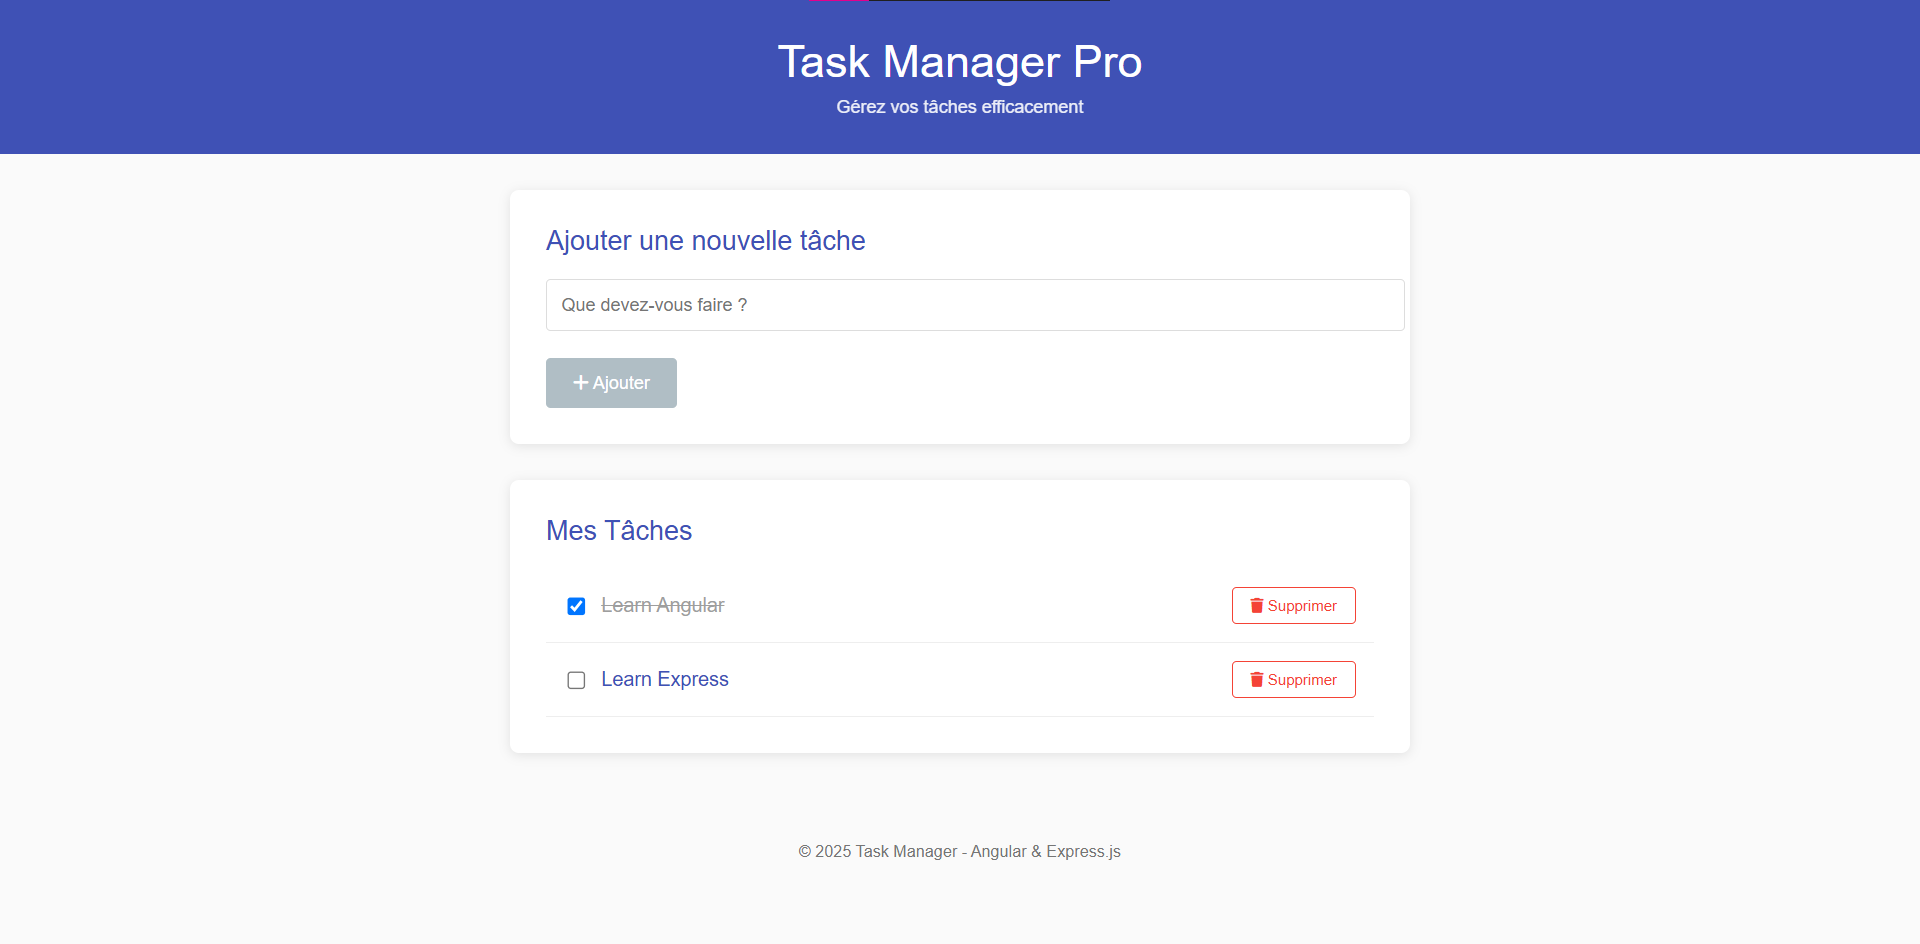 Task Manager Pro
Gérez vos tâches efficacement
Ajouter une nouvelle tâche
Que devez-vous faire ?
Ajouter
Mes Tâches
Learn Angular
Supprimer
Learn Express
Supprimer
© 2025 Task Manager - Angular & Express.js